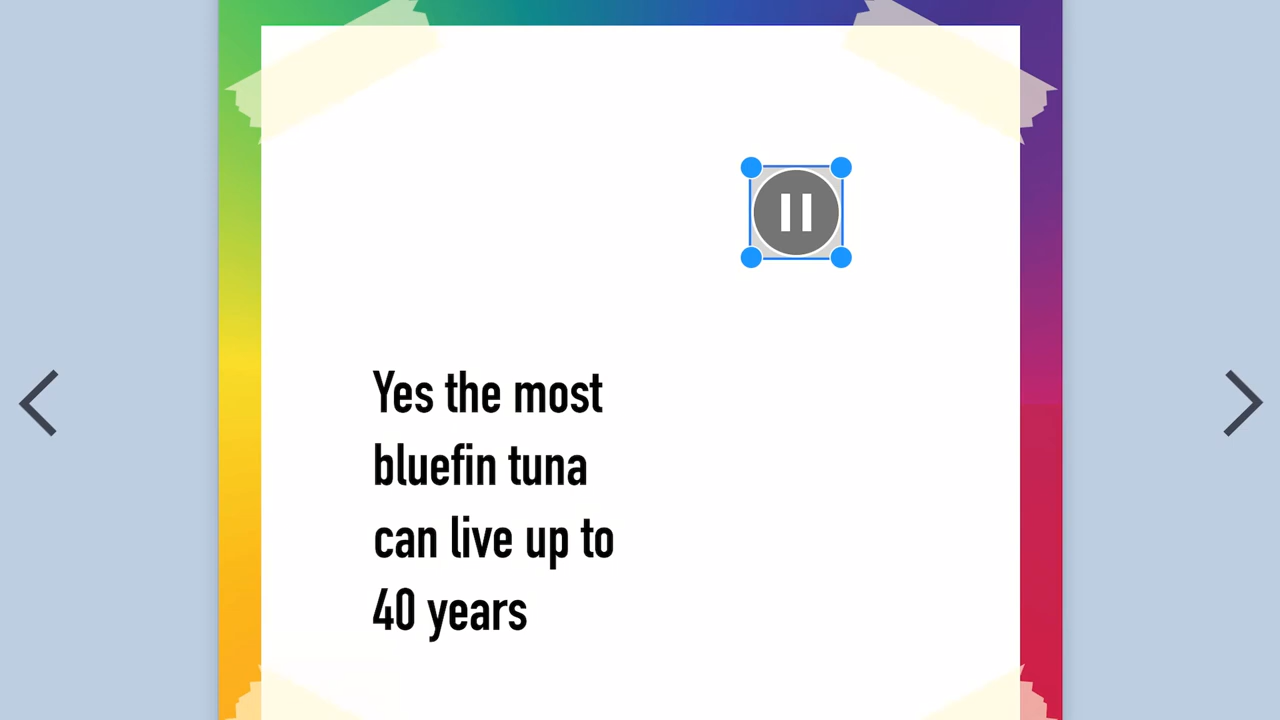 Yes the most
bluefin tuna
can live up to
40 years